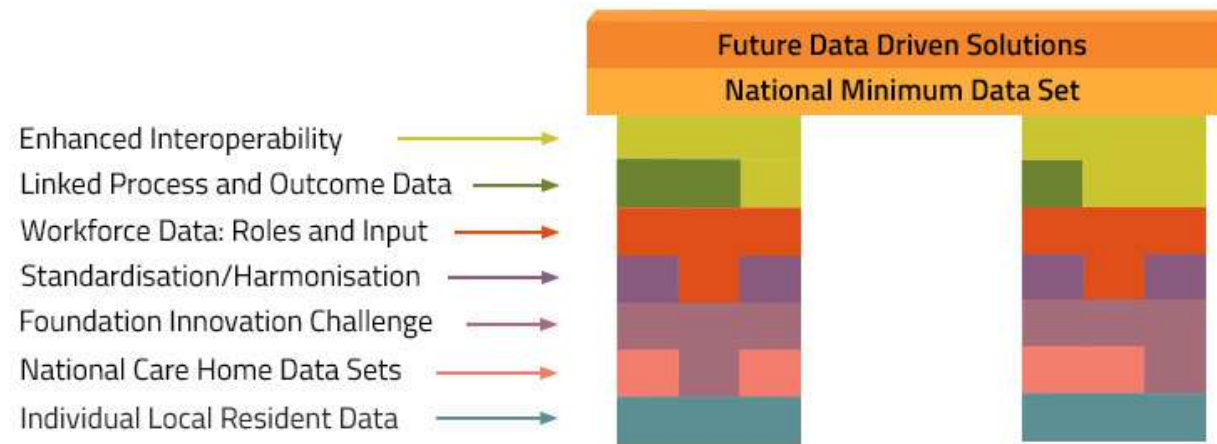 Future Data Driven Solutions
National Minimum Data Set
Enhanced Interoperability
Linked Process and Outcome Data
Workforce Data: Roles and Input
Standardisation/Harmonisation
Foundation Innovation Challenge
National Care Home Data Sets
Individual Local Resident Data